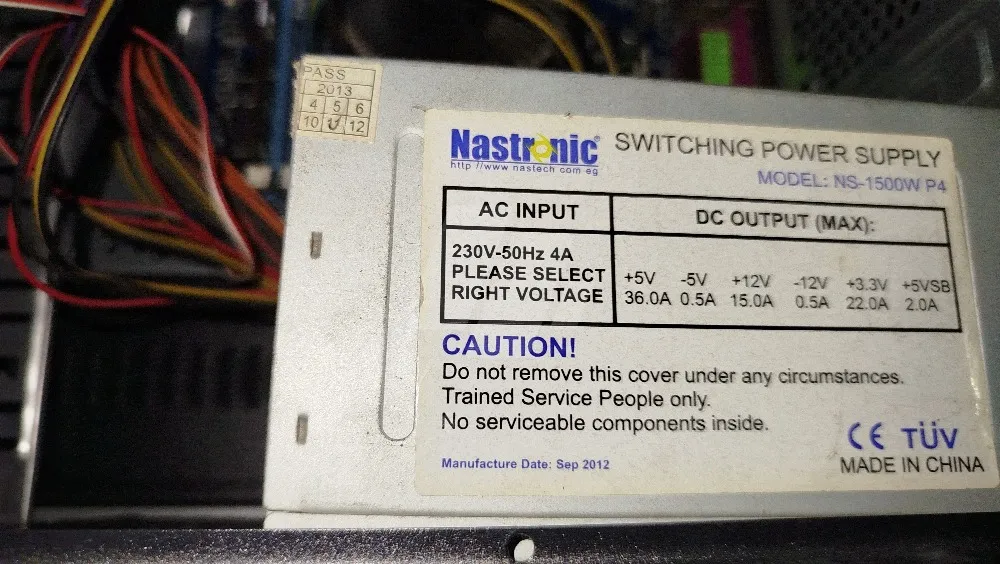 PASS
2013
4 5 6
10 12
Nastronic®
http //www nastech com eg
SWITCHING POWER SUPPLY
MODEL: NS-1500W P4
AC INPUT
DC OUTPUT (MAX):
230V-50Hz 4A
PLEASE SELECT
RIGHT VOLTAGE
+5V -5V +12V -12V +3.3V +5VSB
36.0A 0.5A 15.0A 0.5A 22.0A 2.0A
CAUTION!
Do not remove this cover under any circumstances.
Trained Service People only.
No serviceable components inside.
CE TÜV
Manufacture Date: Sep 2012
MADE IN CHINA